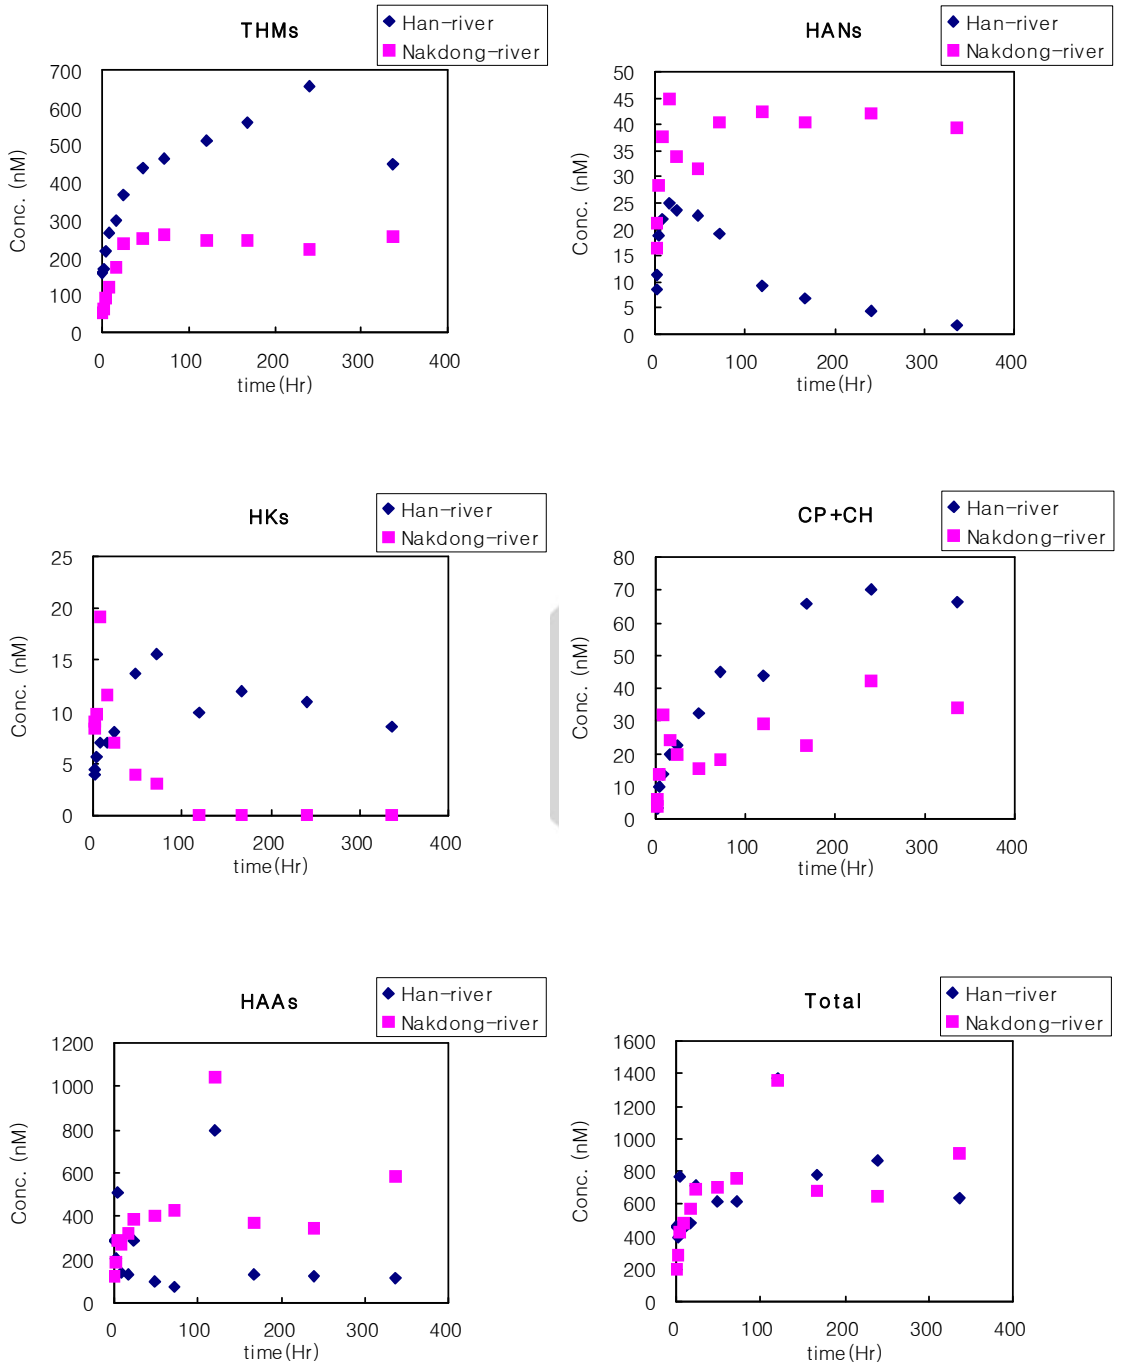 THMs
Han-river
Nakdong-river
700
600
500
400
300
200
100
0
Conc. (nM)
0 100 200 300 400
time(Hr)
HANs
Han-river
Nakdong-river
50
45
40
35
30
25
20
15
10
5
0
Conc. (nM)
0 100 200 300 400
time(Hr)
HKs
Han-river
Nakdong-river
25
20
15
10
5
0
Conc. (nM)
0 100 200 300 400
time(Hr)
CP+CH
Han-river
Nakdong-river
80
70
60
50
40
30
20
10
0
Conc. (nM)
0 100 200 300 400
time(Hr)
HAAs
Han-river
Nakdong-river
1200
1000
800
600
400
200
0
Conc. (nM)
0 100 200 300 400
time(Hr)
Total
Han-river
Nakdong-river
1600
1400
1200
1000
800
600
400
200
0
Conc. (nM)
0 100 200 300 400
time(Hr)